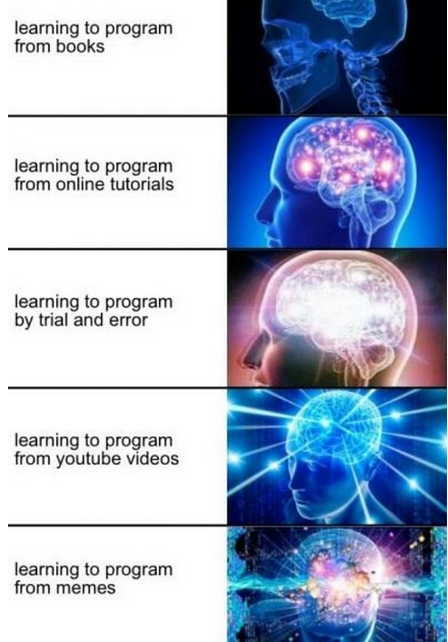 learning to program
from books
learning to program
from online tutorials
learning to program
by trial and error
learning to program
from youtube videos
learning to program
from memes